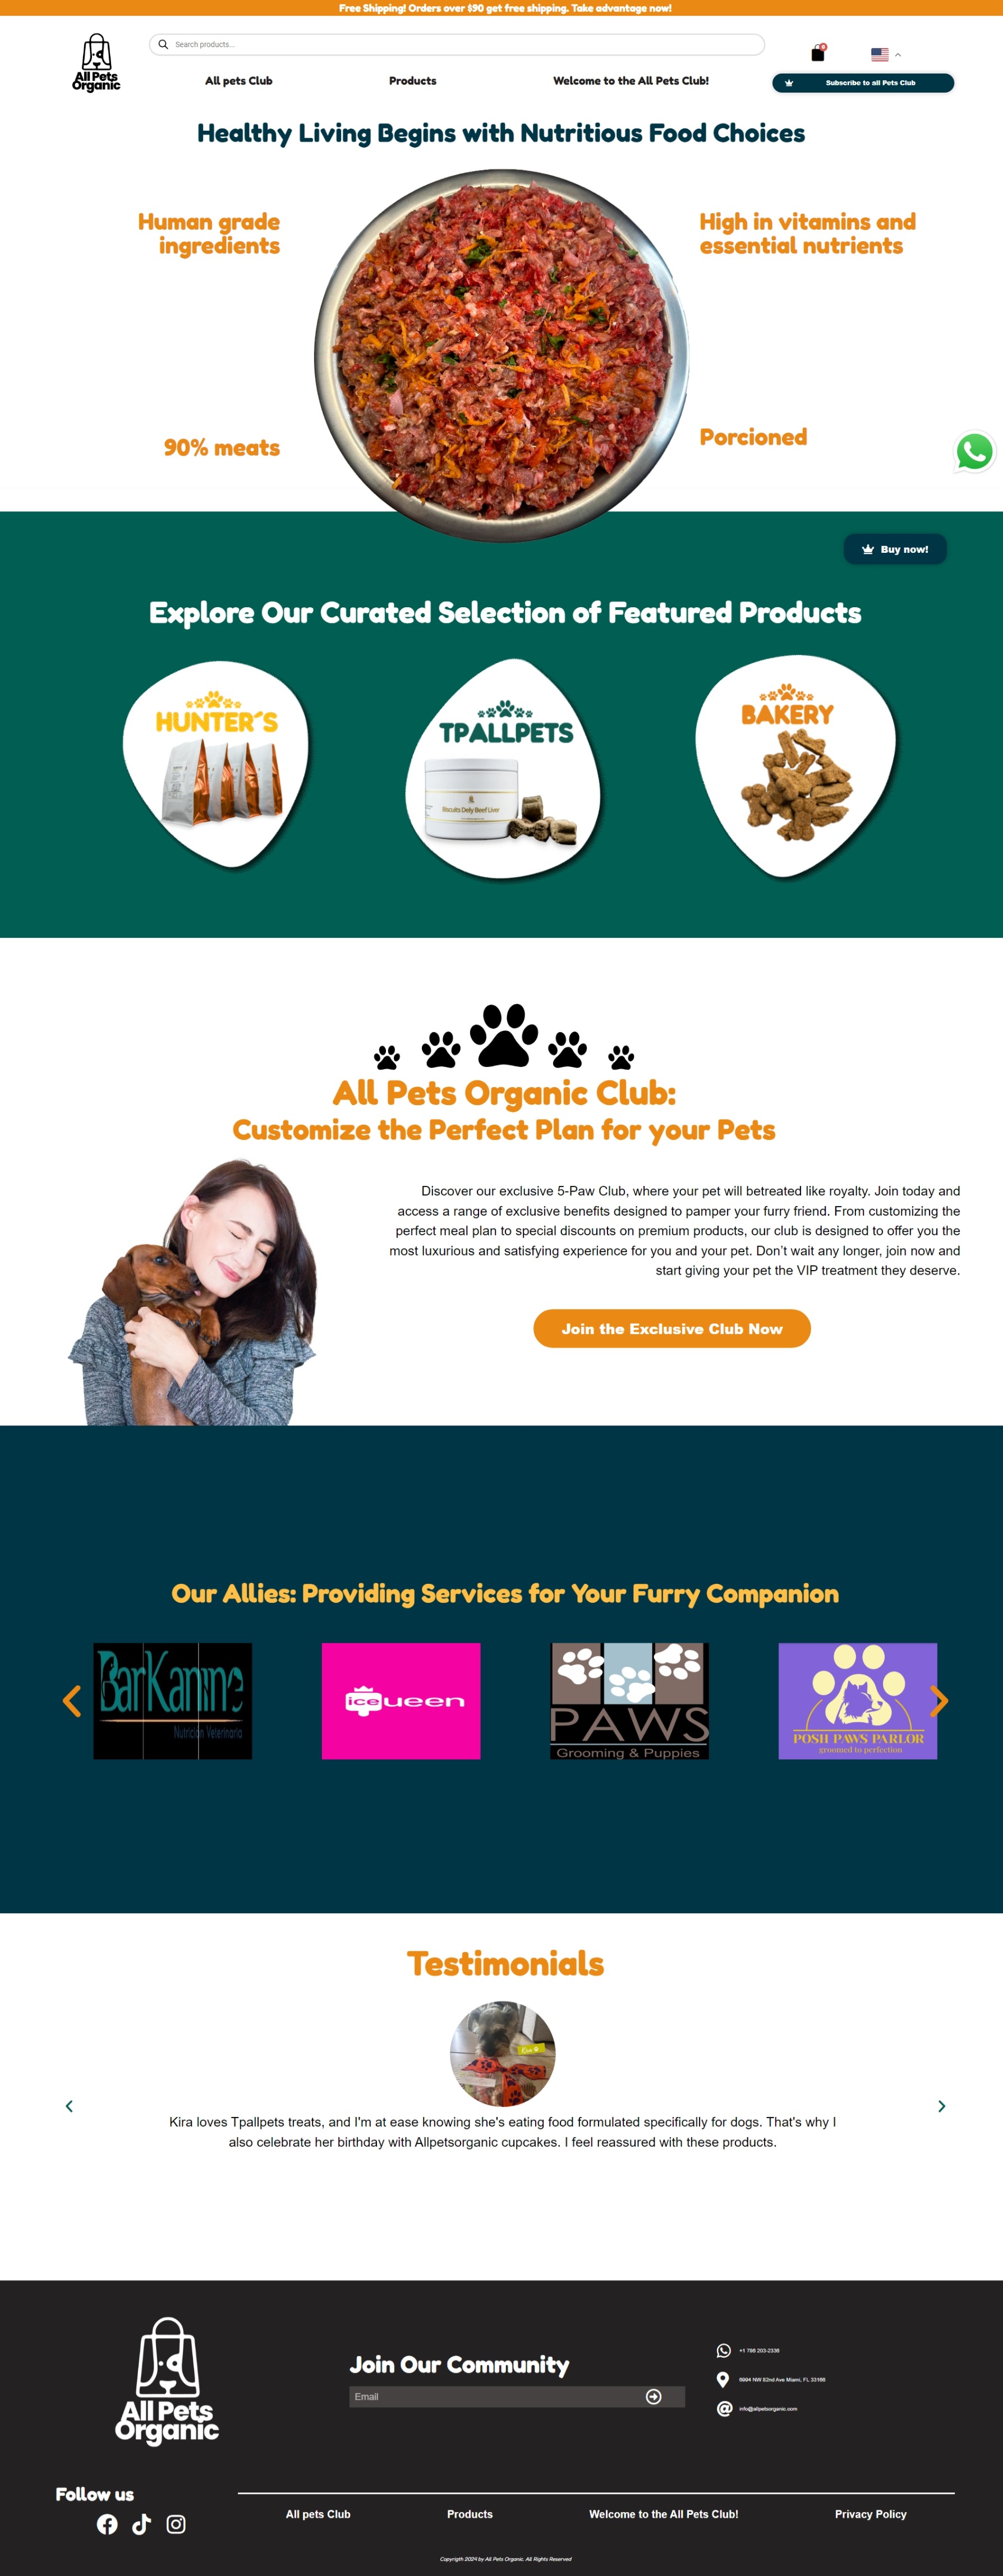 Free Shipping! Orders over $90 get free shipping. Take advantage now!
All Pets
Organic
Search products...
0
All pets Club
Products
Welcome to the All Pets Club!
Subscribe to all Pets Club
Healthy Living Begins with Nutritious Food Choices
Human grade
ingredients
High in vitamins and
essential nutrients
90% meats
Porcioned
Buy now!
Explore Our Curated Selection of Featured Products
HUNTER´S
TPALLPETS
Biscuits Defy Beef Liver
BAKERY
All Pets Organic Club:
Customize the Perfect Plan for your Pets
Discover our exclusive 5-Paw Club, where your pet will betreated like royalty. Join today and
access a range of exclusive benefits designed to pamper your furry friend. From customizing the
perfect meal plan to special discounts on premium products, our club is designed to offer you the
most luxurious and satisfying experience for you and your pet. Don't wait any longer, join now and
start giving your pet the VIP treatment they deserve.
Join the Exclusive Club Now
Our Allies: Providing Services for Your Furry Companion
BarKanino
Nutrición Veterinaria
iceQueen
PAWS
Grooming & Puppies
POSH PAWS PARLOR
groomed to perfection
Testimonials
Kira loves Tpallpets treats, and I'm at ease knowing she's eating food formulated specifically for dogs. That's why I
also celebrate her birthday with Allpetsorganic cupcakes. I feel reassured with these products.
All Pets
Organic
Join Our Community
Email
+1 786 203-2336
6994 NW 82nd Ave Miami, FL 33166
info@allpetsorganic.com
Follow us
All pets Club
Products
Welcome to the All Pets Club!
Privacy Policy
Copyrigth 2024 by All Pets Organic. All Rights Reserved